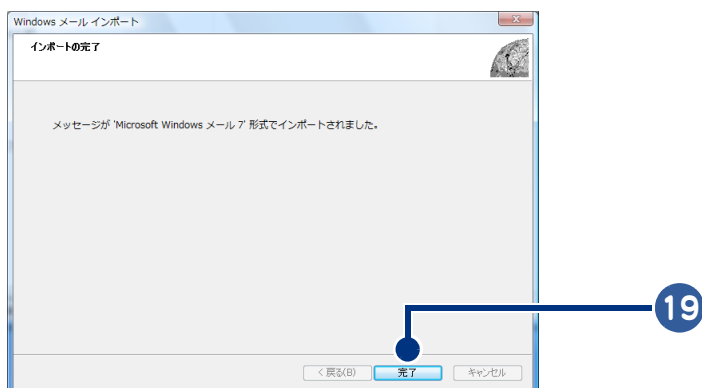 Windows メール インポート
インポートの完了
メッセージが 'Microsoft Windows メール 7' 形式でインポートされました。
19
< 戻る(B)
完了
キャンセル